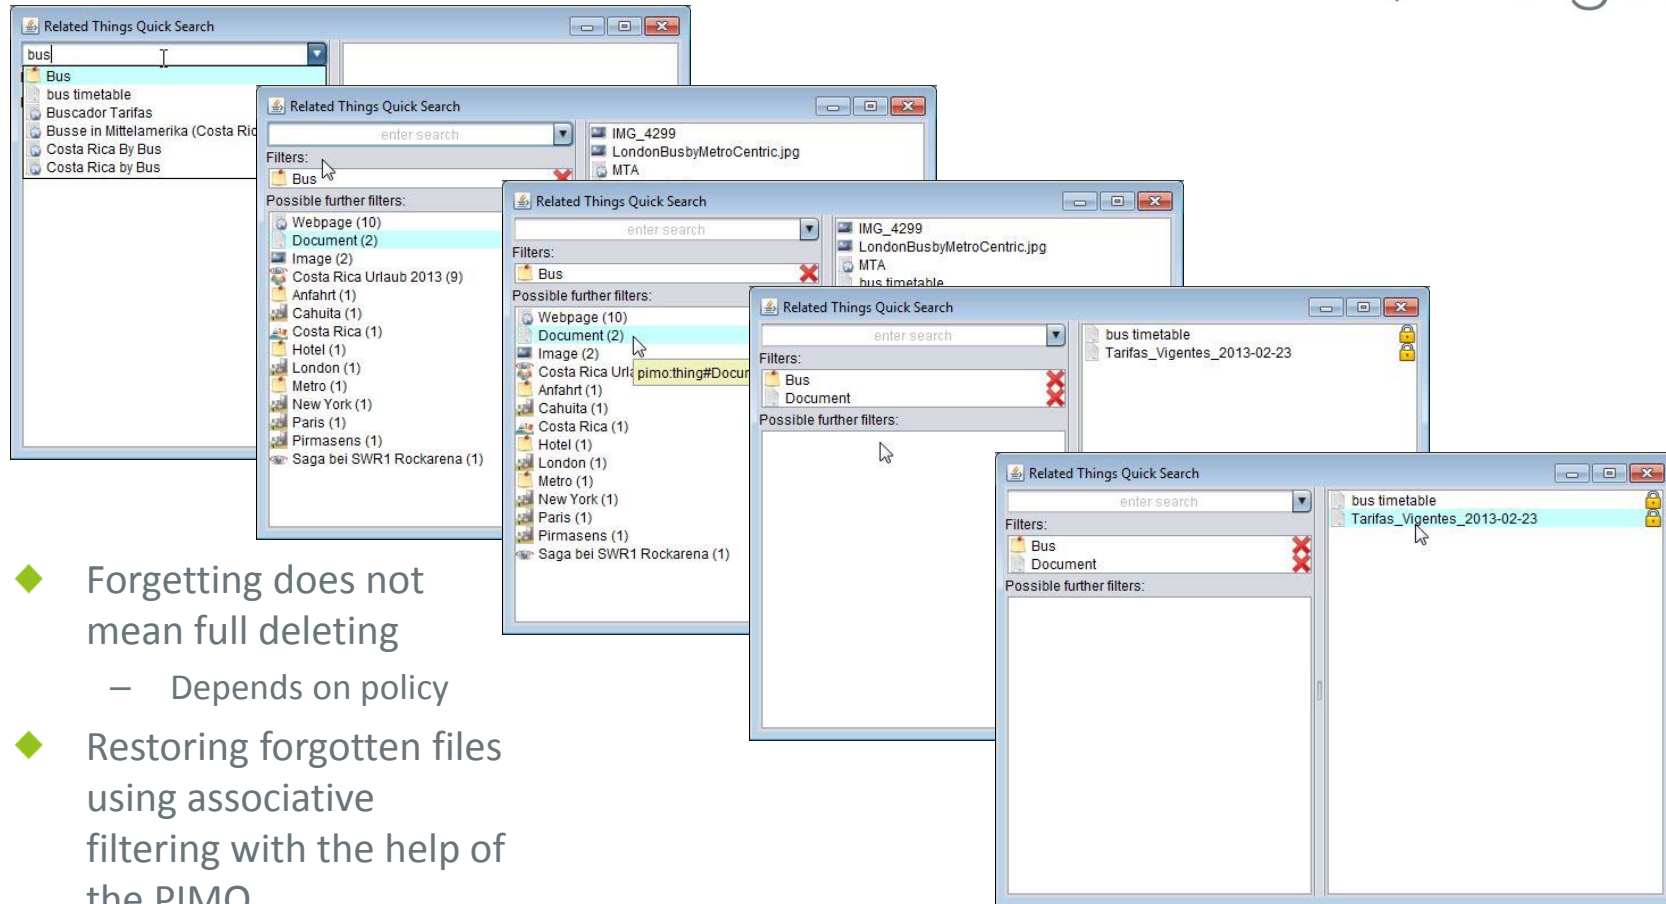 Related Things Quick Search
bus
Bus
bus timetable
Buscador Tarifas
Busse in Mittelamerika (Costa Ric
Costa Rica By Bus
Costa Rica by Bus
Related Things Quick Search
enter search
Filters:
Bus
Possible further filters:
Webpage (10)
Document (2)
Image (2)
Costa Rica Urlaub 2013 (9)
Anfahrt (1)
Cahuita (1)
Costa Rica (1)
Hotel (1)
London (1)
Metro (1)
New York (1)
Paris (1)
Pirmasens (1)
Saga bei SWR1 Rockarena (1)
IMG_4299
LondonBusbyMetroCentric.jpg
MTA
Related Things Quick Search
enter search
Filters:
Bus
Possible further filters:
Webpage (10)
Document (2)
Image (2)
Costa Rica Urla
pimo:thing#Docur
Anfahrt (1)
Cahuita (1)
Costa Rica (1)
Hotel (1)
London (1)
Metro (1)
New York (1)
Paris (1)
Pirmasens (1)
Saga bei SWR1 Rockarena (1)
IMG_4299
LondonBusbyMetroCentric.jpg
MTA
bus timetable
Related Things Quick Search
enter search
Filters:
Bus
Document
Possible further filters:
bus timetable
Tarifas_Vigentes_2013-02-23
Related Things Quick Search
enter search
Filters:
Bus
Document
Possible further filters:
bus timetable
Tarifas_Vigentes_2013-02-23
Forgetting does not
mean full deleting
– Depends on policy
Restoring forgotten files
using associative
filtering with the help of
the PIMO